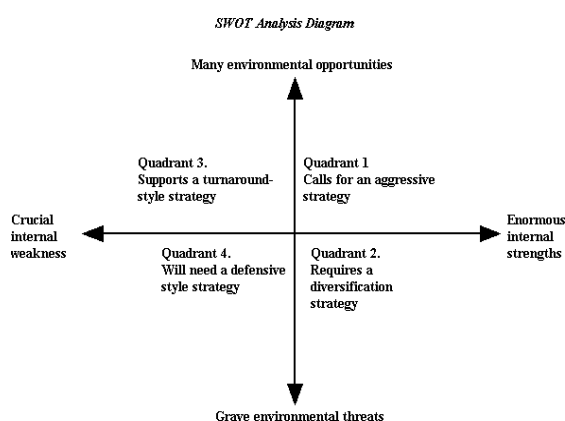 SWOT Analysis Diagram
Many environmental opportunities
Quadrant 3.
Supports a turnaround-
style strategy
Quadrant 1
Calls for an aggressive
strategy
Crucial
internal
weakness
Enormous
internal
strengths
Quadrant 4.
Will need a defensive
style strategy
Quadrant 2.
Requires a
diversification
strategy
Grave environmental threats